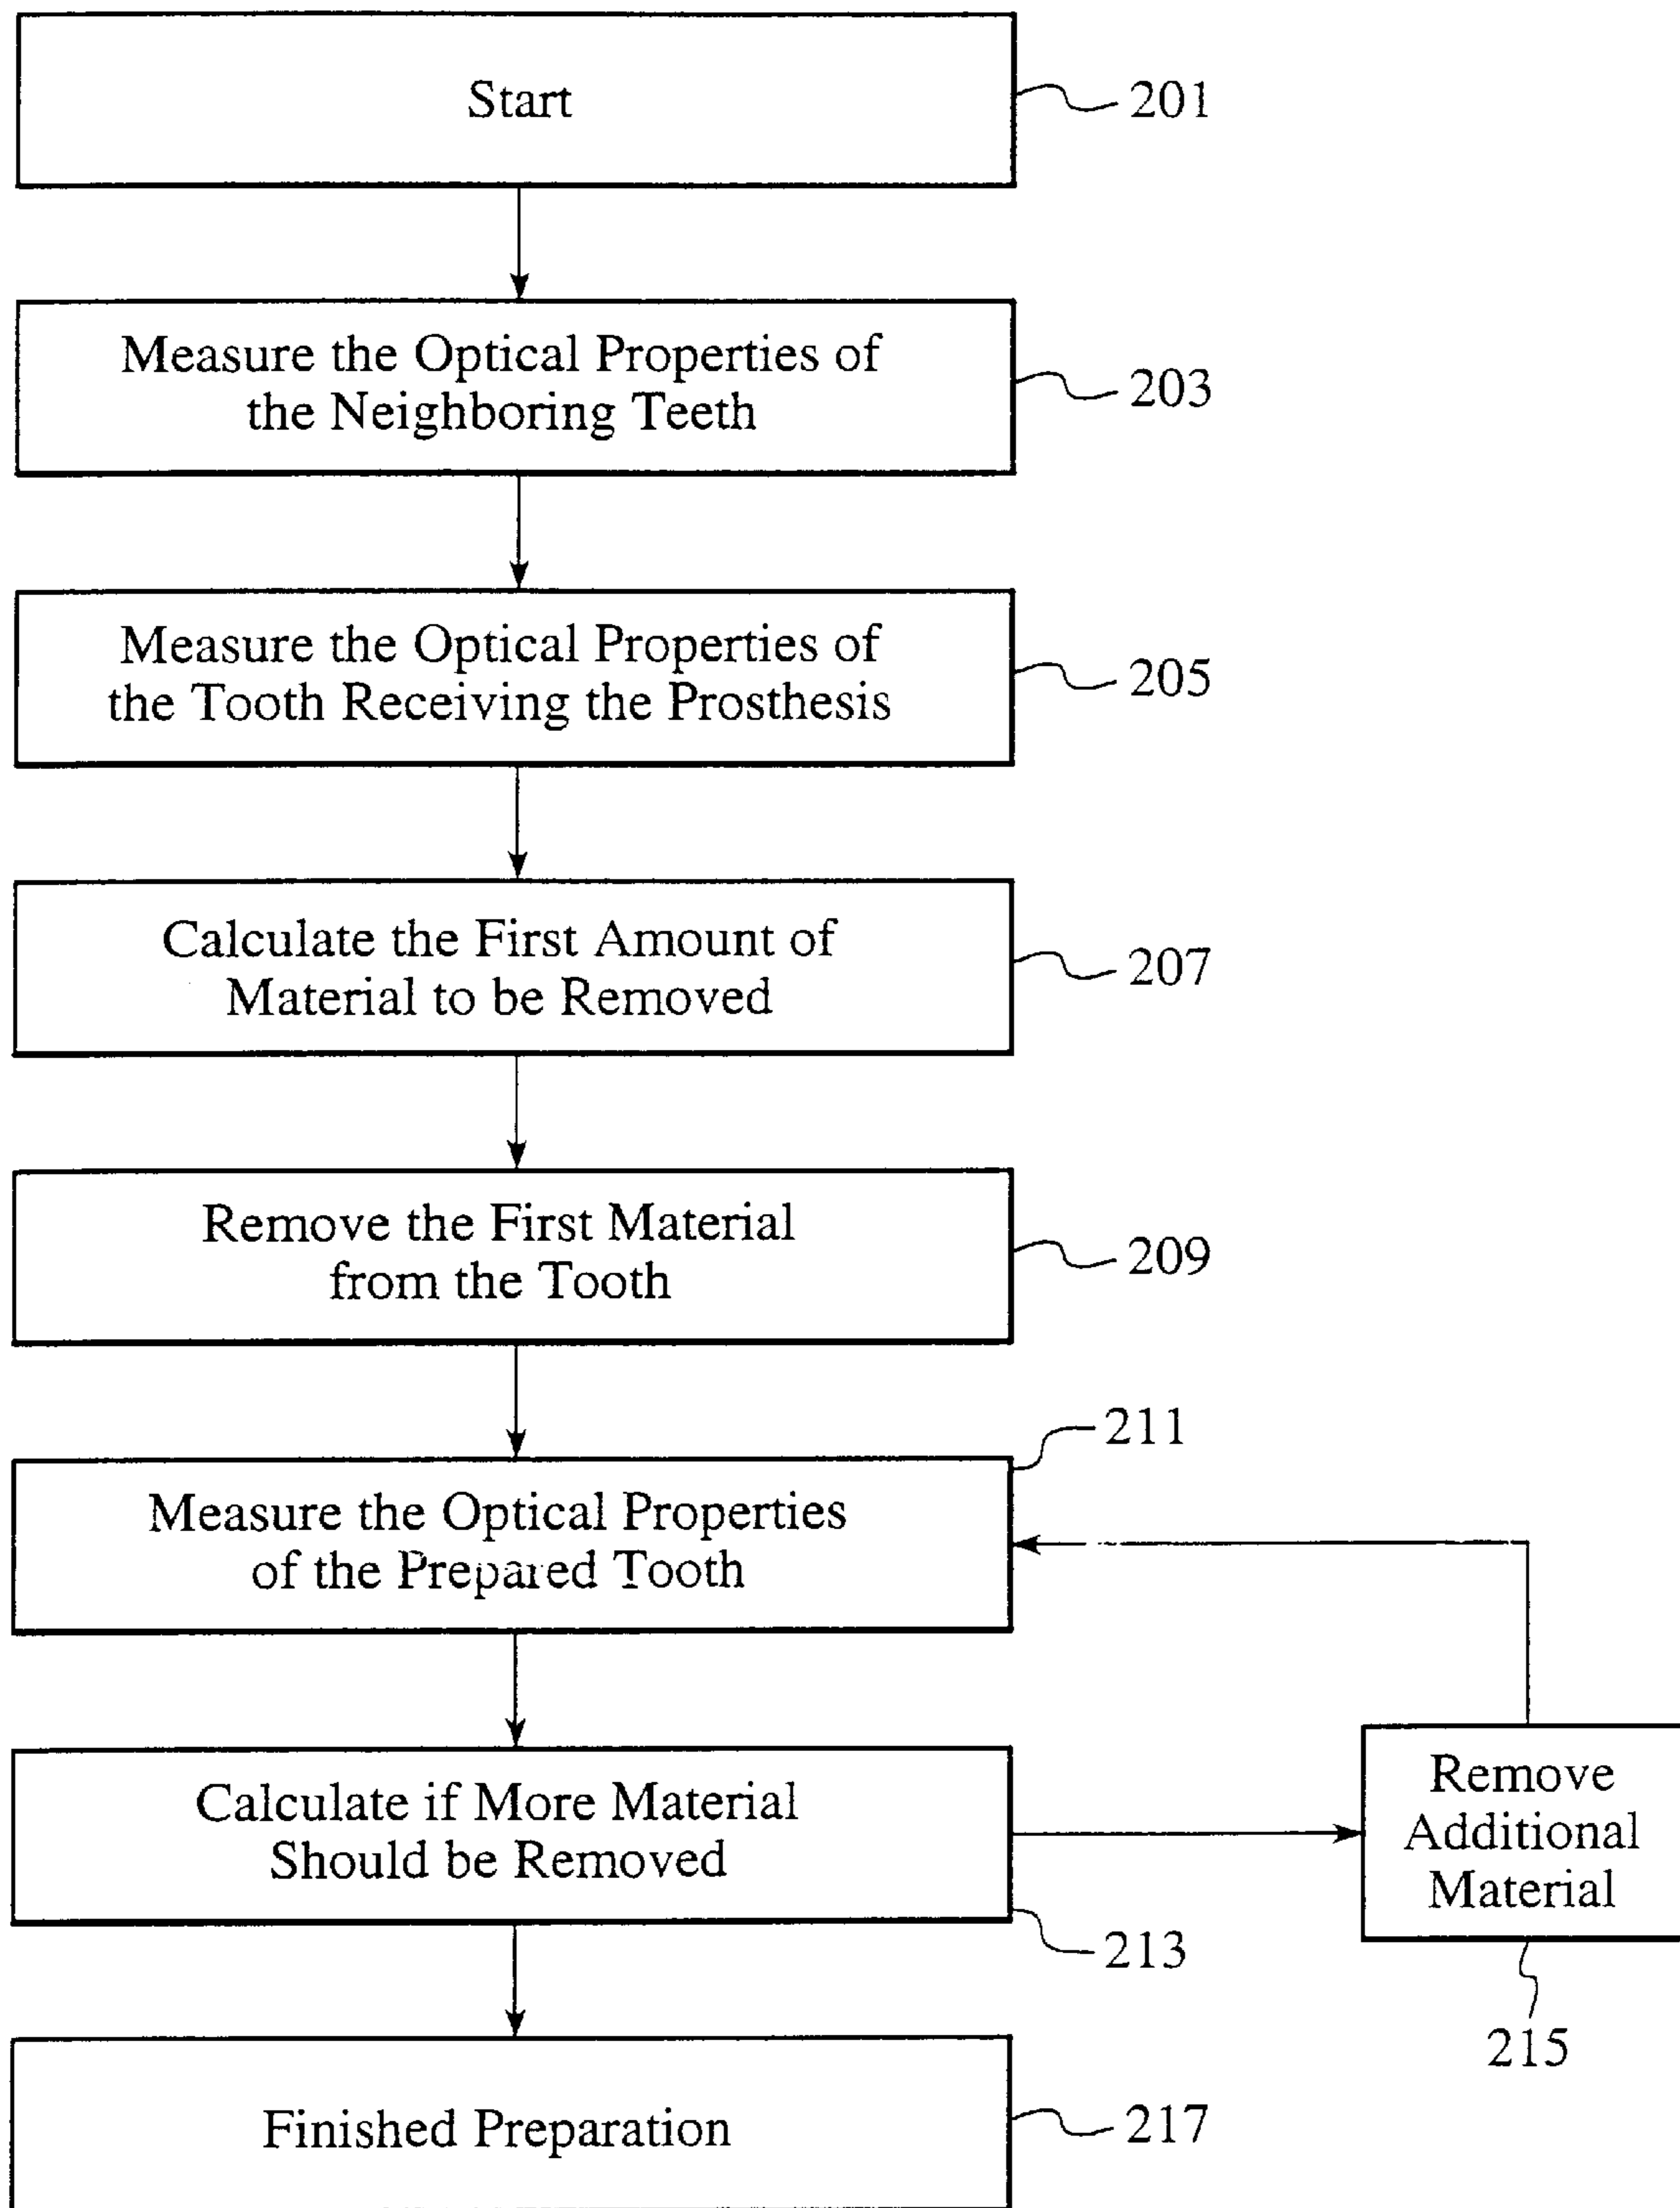 Start
201
Measure the Optical Properties of
the Neighboring Teeth
203
Measure the Optical Properties of
the Tooth Receiving the Prosthesis
205
Calculate the First Amount of
Material to be Removed
207
Remove the First Material
from the Tooth
209
211
Measure the Optical Properties
of the Prepared Tooth
Calculate if More Material
Should be Removed
213
Remove
Additional
Material
215
Finished Preparation
217